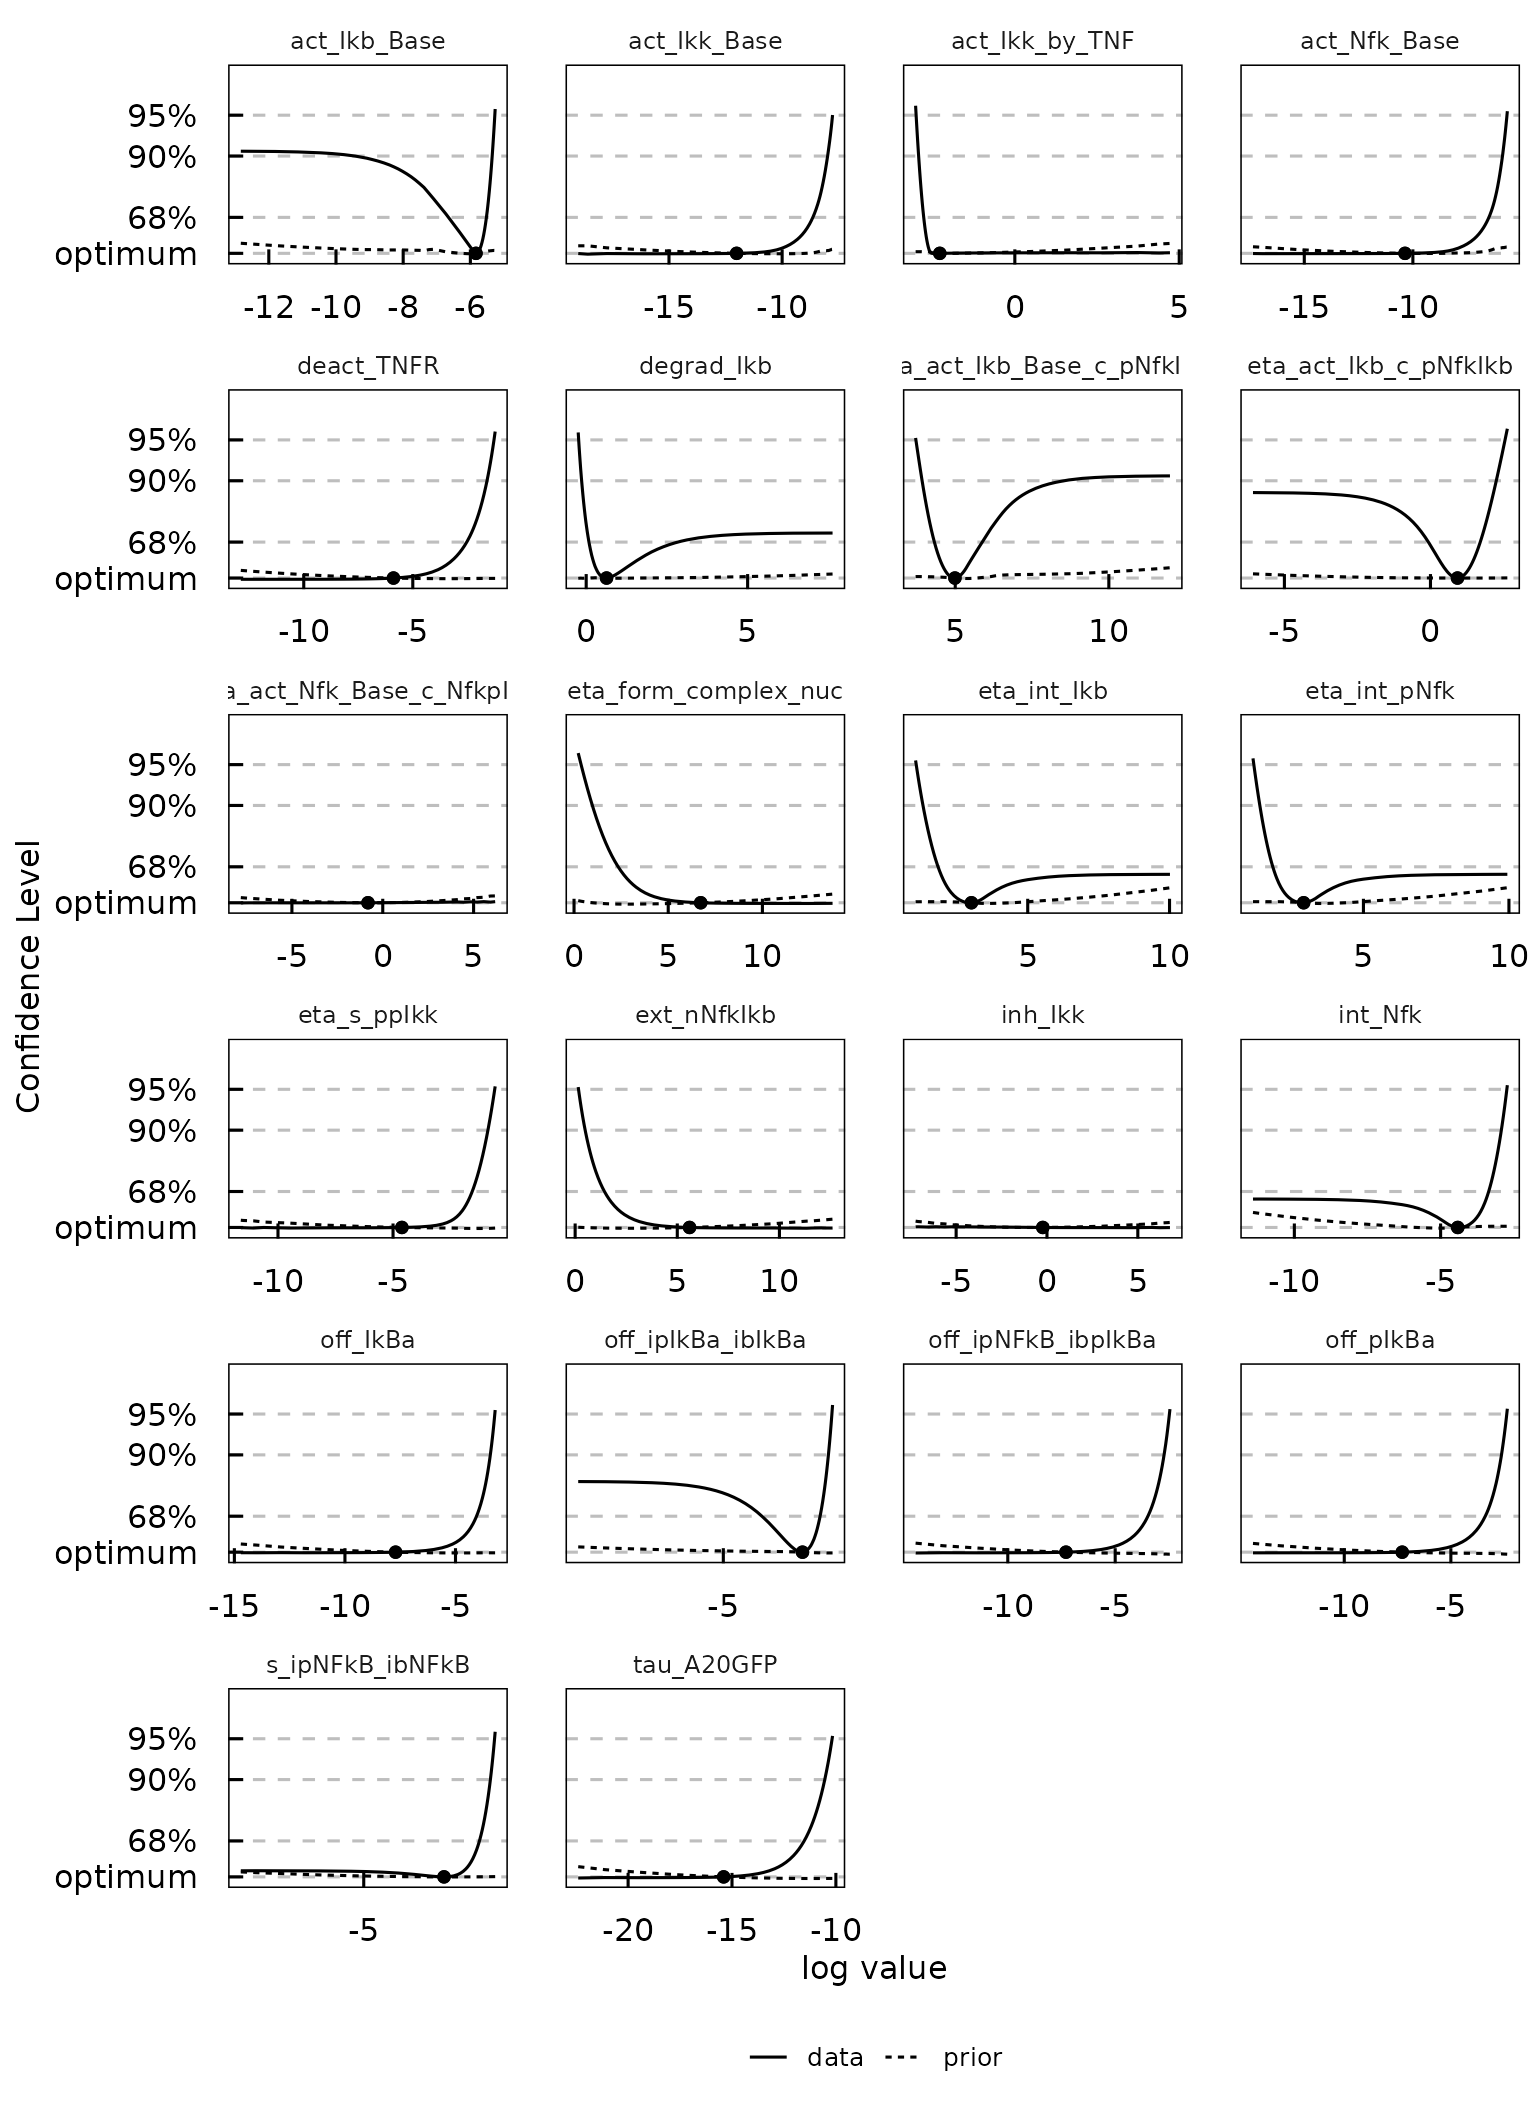 act_Ikb_Base act_Ikk_Base act_Ikk_by_TNF act_Nfk_Base
95%
90%
68%
optimum
-12 -10 -8 -6 -15 -10 0 5 -15 -10
deact_TNFR degrad_Ikb a_act_Ikb_Base_c_pNfkI eta_act_Ikb_c_pNfkIkb
95%
90%
68%
optimum
-10 -5 0 5 5 10 -5 0
a_act_Nfk_Base_c_NfkpI eta_form_complex_nuc eta_int_Ikb eta_int_pNfk
95%
90%
68%
optimum
-5 0 5 0 5 10 5 10 5 10
Confidence Level
eta_s_ppIkk ext_nNfkIkb inh_Ikk int_Nfk
95%
90%
68%
optimum
-10 -5 0 5 10 -5 0 5 -10 -5
off_IkBa off_ipIkBa_ibIkBa off_ipNFkB_ibpIkBa off_pIkBa
95%
90%
68%
optimum
-15 -10 -5 -5 -10 -5 -10 -5
s_ipNFkB_ibNFkB tau_A20GFP
95%
90%
68%
optimum
-5 -20 -15 -10
log value
data prior